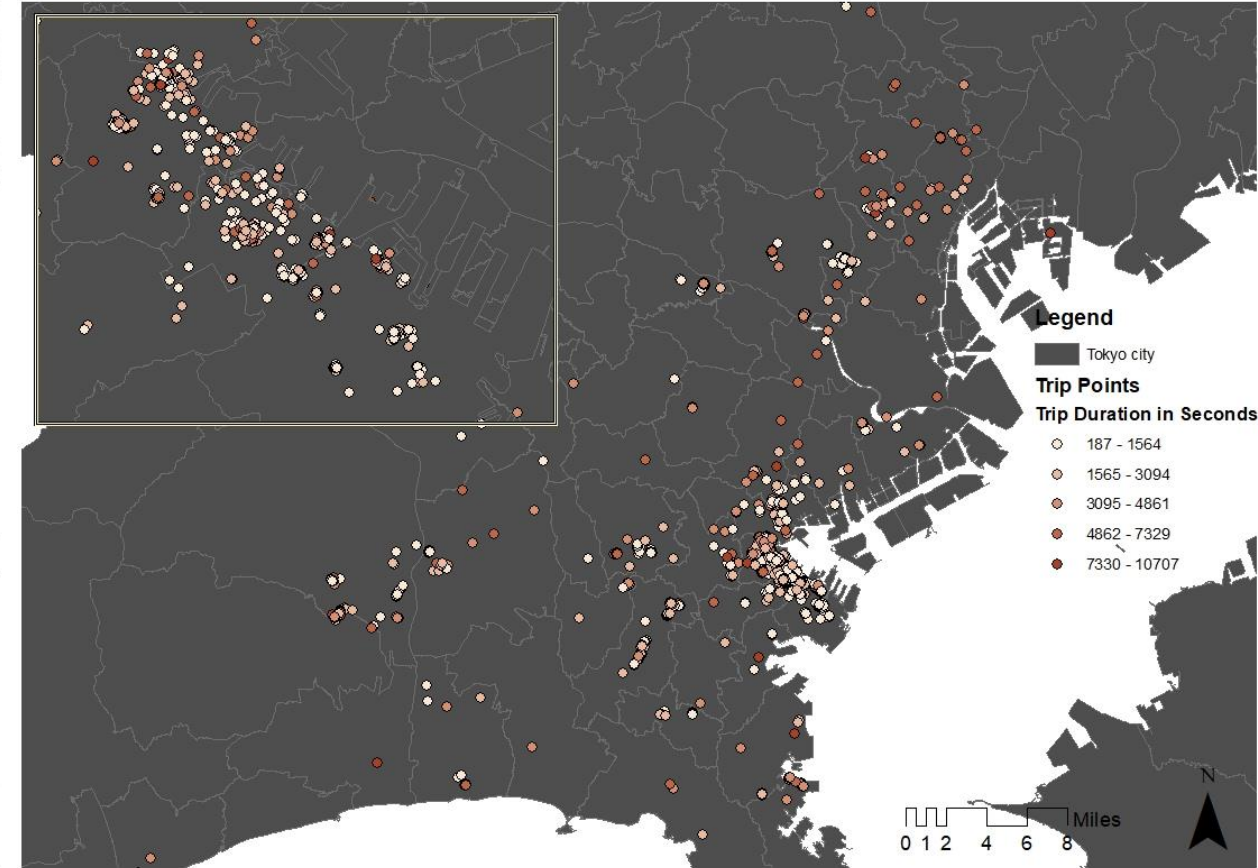 Legend
Tokyo city
Trip Points
Trip Duration in Seconds
187 - 1564
1565 - 3094
3095 - 4861
4862 - 7329
7330 - 10707
N
Miles
0 1 2 4 6 8